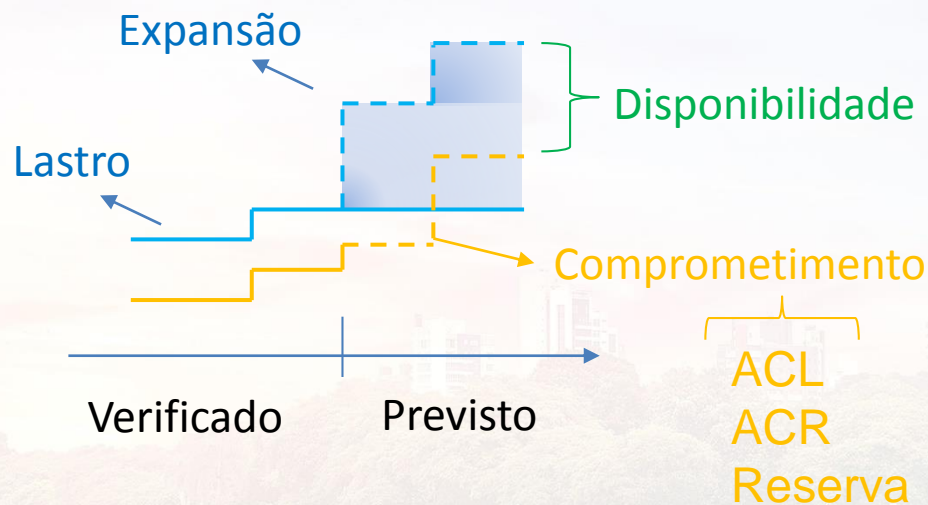 Expansão
Disponibilidade
Lastro
Comprometimento
Verificado
Previsto
ACL
ACR
Reserva